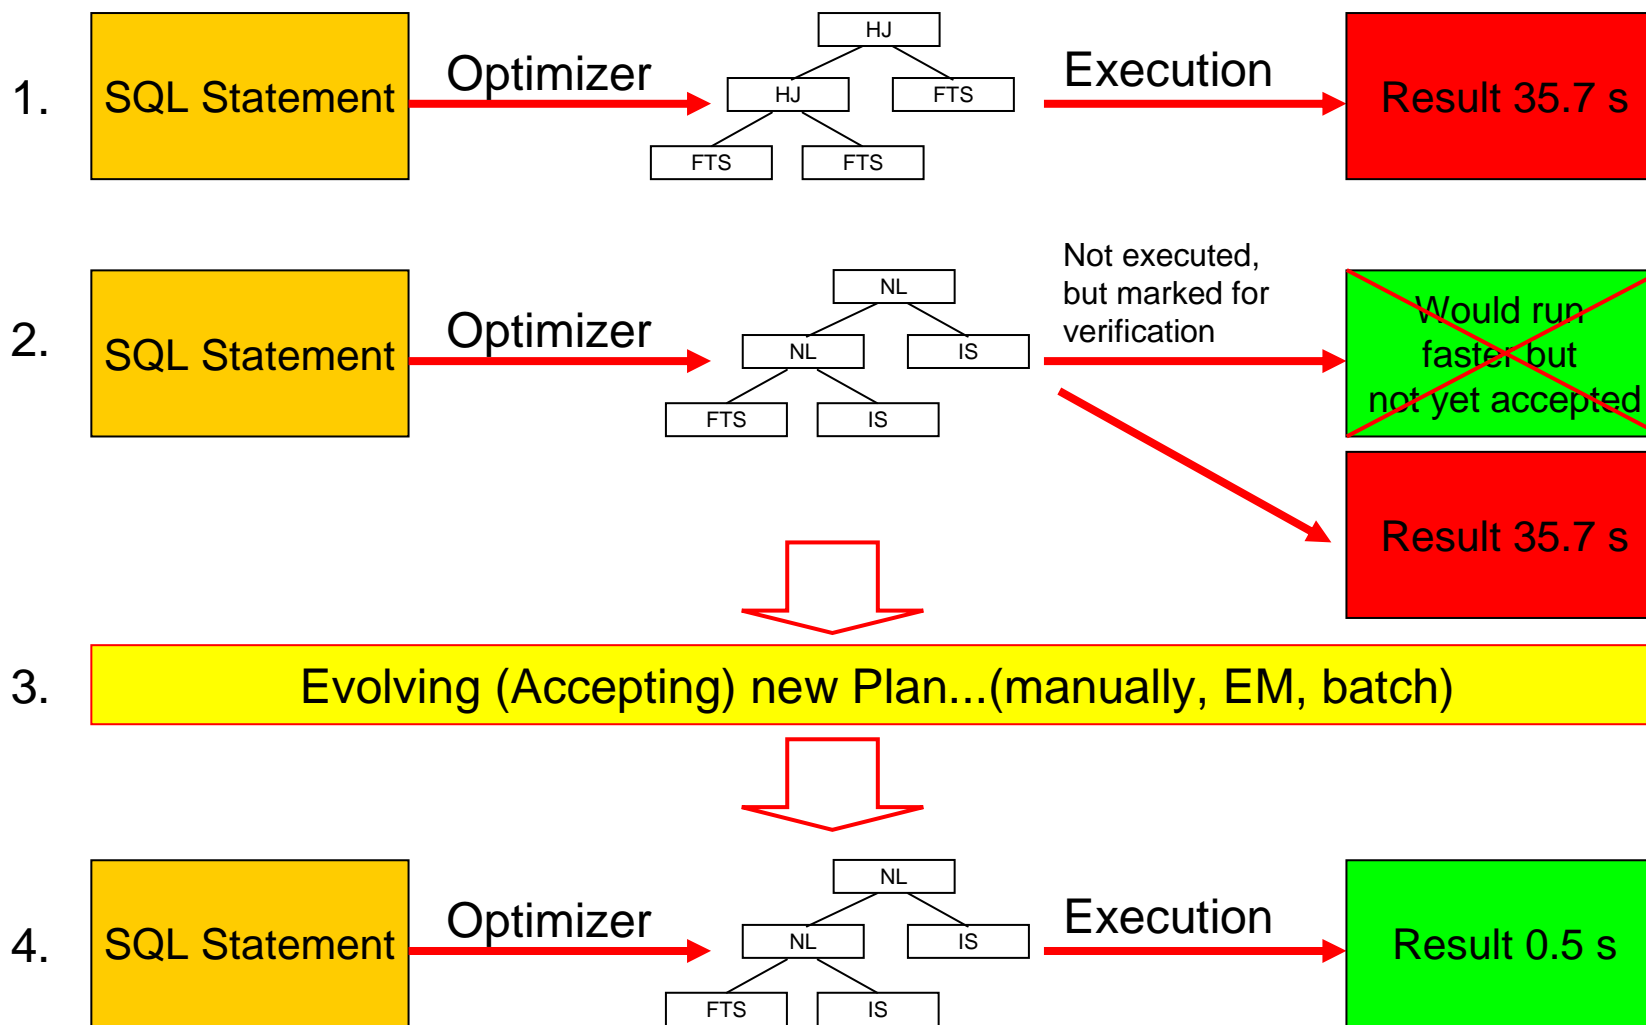 1.
SQL Statement
Optimizer
HJ
HJ
FTS
FTS
FTS
Execution
Result 35.7 s
2.
SQL Statement
Optimizer
NL
NL
IS
FTS
IS
Not executed,
but marked for
verification
Would run
faster but
not yet accepted
Result 35.7 s
3.
Evolving (Accepting) new Plan...(manually, EM, batch)
4.
SQL Statement
Optimizer
NL
NL
IS
FTS
IS
Execution
Result 0.5 s